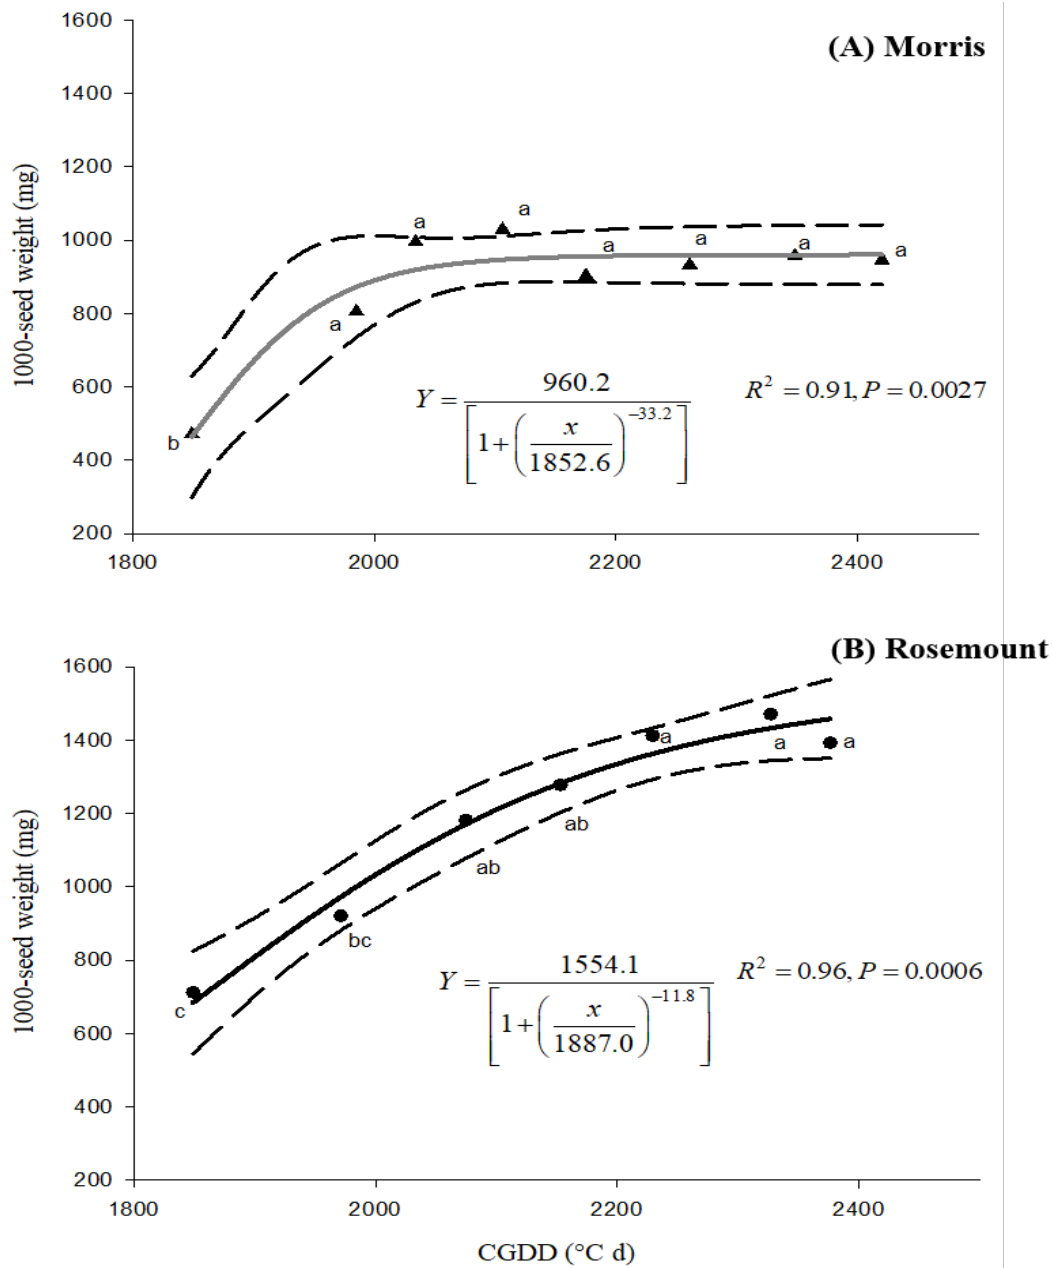 (A) Morris
1600
1400
1200
1000
800
600
400
200
1000-seed weight (mg)
b
a
a
a
a
a
a
a
Y = 960.2 / [1 + (x / 1852.6)^−33.2]
R² = 0.91, P = 0.0027
1800 2000 2200 2400
(B) Rosemount
1600
1400
1200
1000
800
600
400
200
1000-seed weight (mg)
c
bc
ab
ab
a
a
a
Y = 1554.1 / [1 + (x / 1887.0)^−11.8]
R² = 0.96, P = 0.0006
1800 2000 2200 2400
CGDD (°C d)